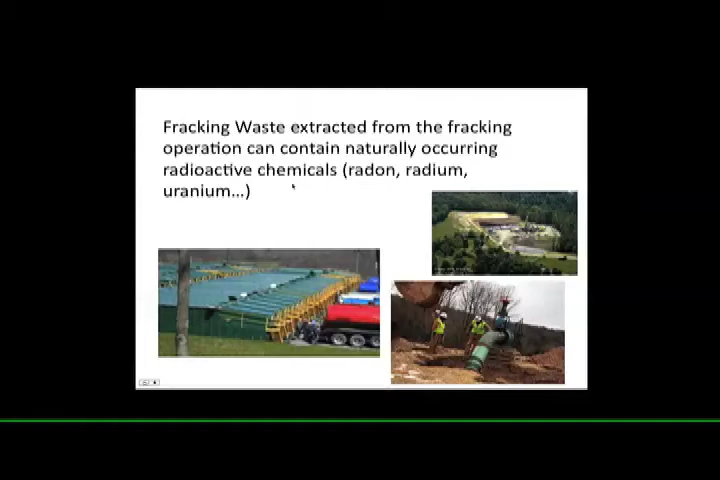 Fracking Waste extracted from the fracking
operation can contain naturally occurring
radioactive chemicals (radon, radium,
uranium...)